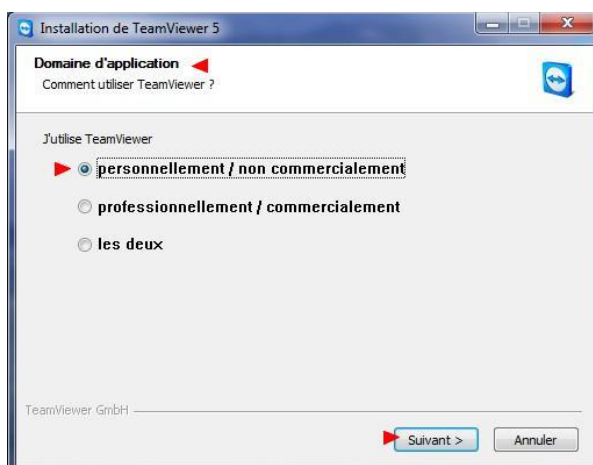 Installation de TeamViewer 5
Domaine d'application
Comment utiliser TeamViewer ?
J'utilise TeamViewer
personnellement / non commercialement
professionnellement / commercialement
les deux
TeamViewer GmbH
Suivant >
Annuler